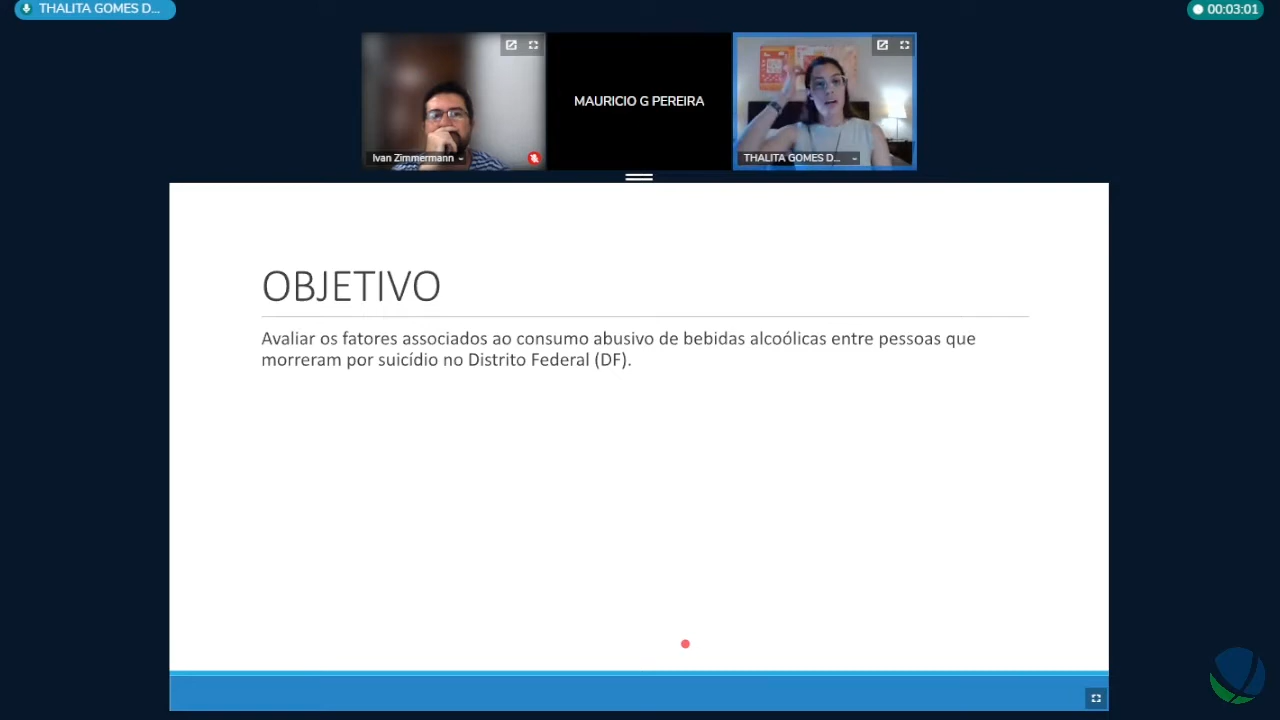 THALITA GOMES D...
00:03:01
Ivan Zimmermann
MAURICIO G PEREIRA
THALITA GOMES D...
OBJETIVO
Avaliar os fatores associados ao consumo abusivo de bebidas alcoólicas entre pessoas que
morreram por suicídio no Distrito Federal (DF).